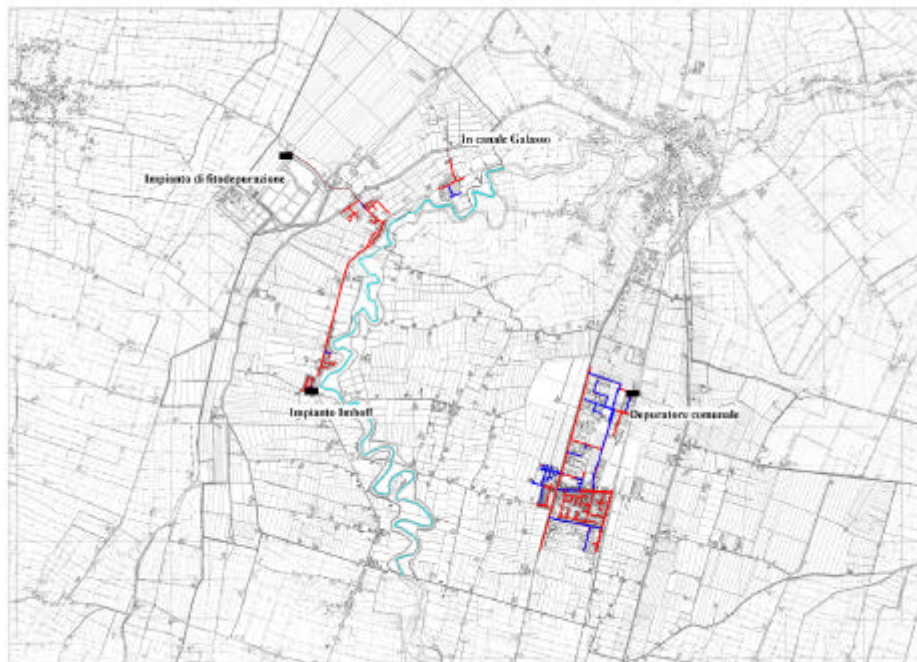 In canale Galasso
Impianto di fitodepurazione
Impianto Imhoff
Depuratore comunale